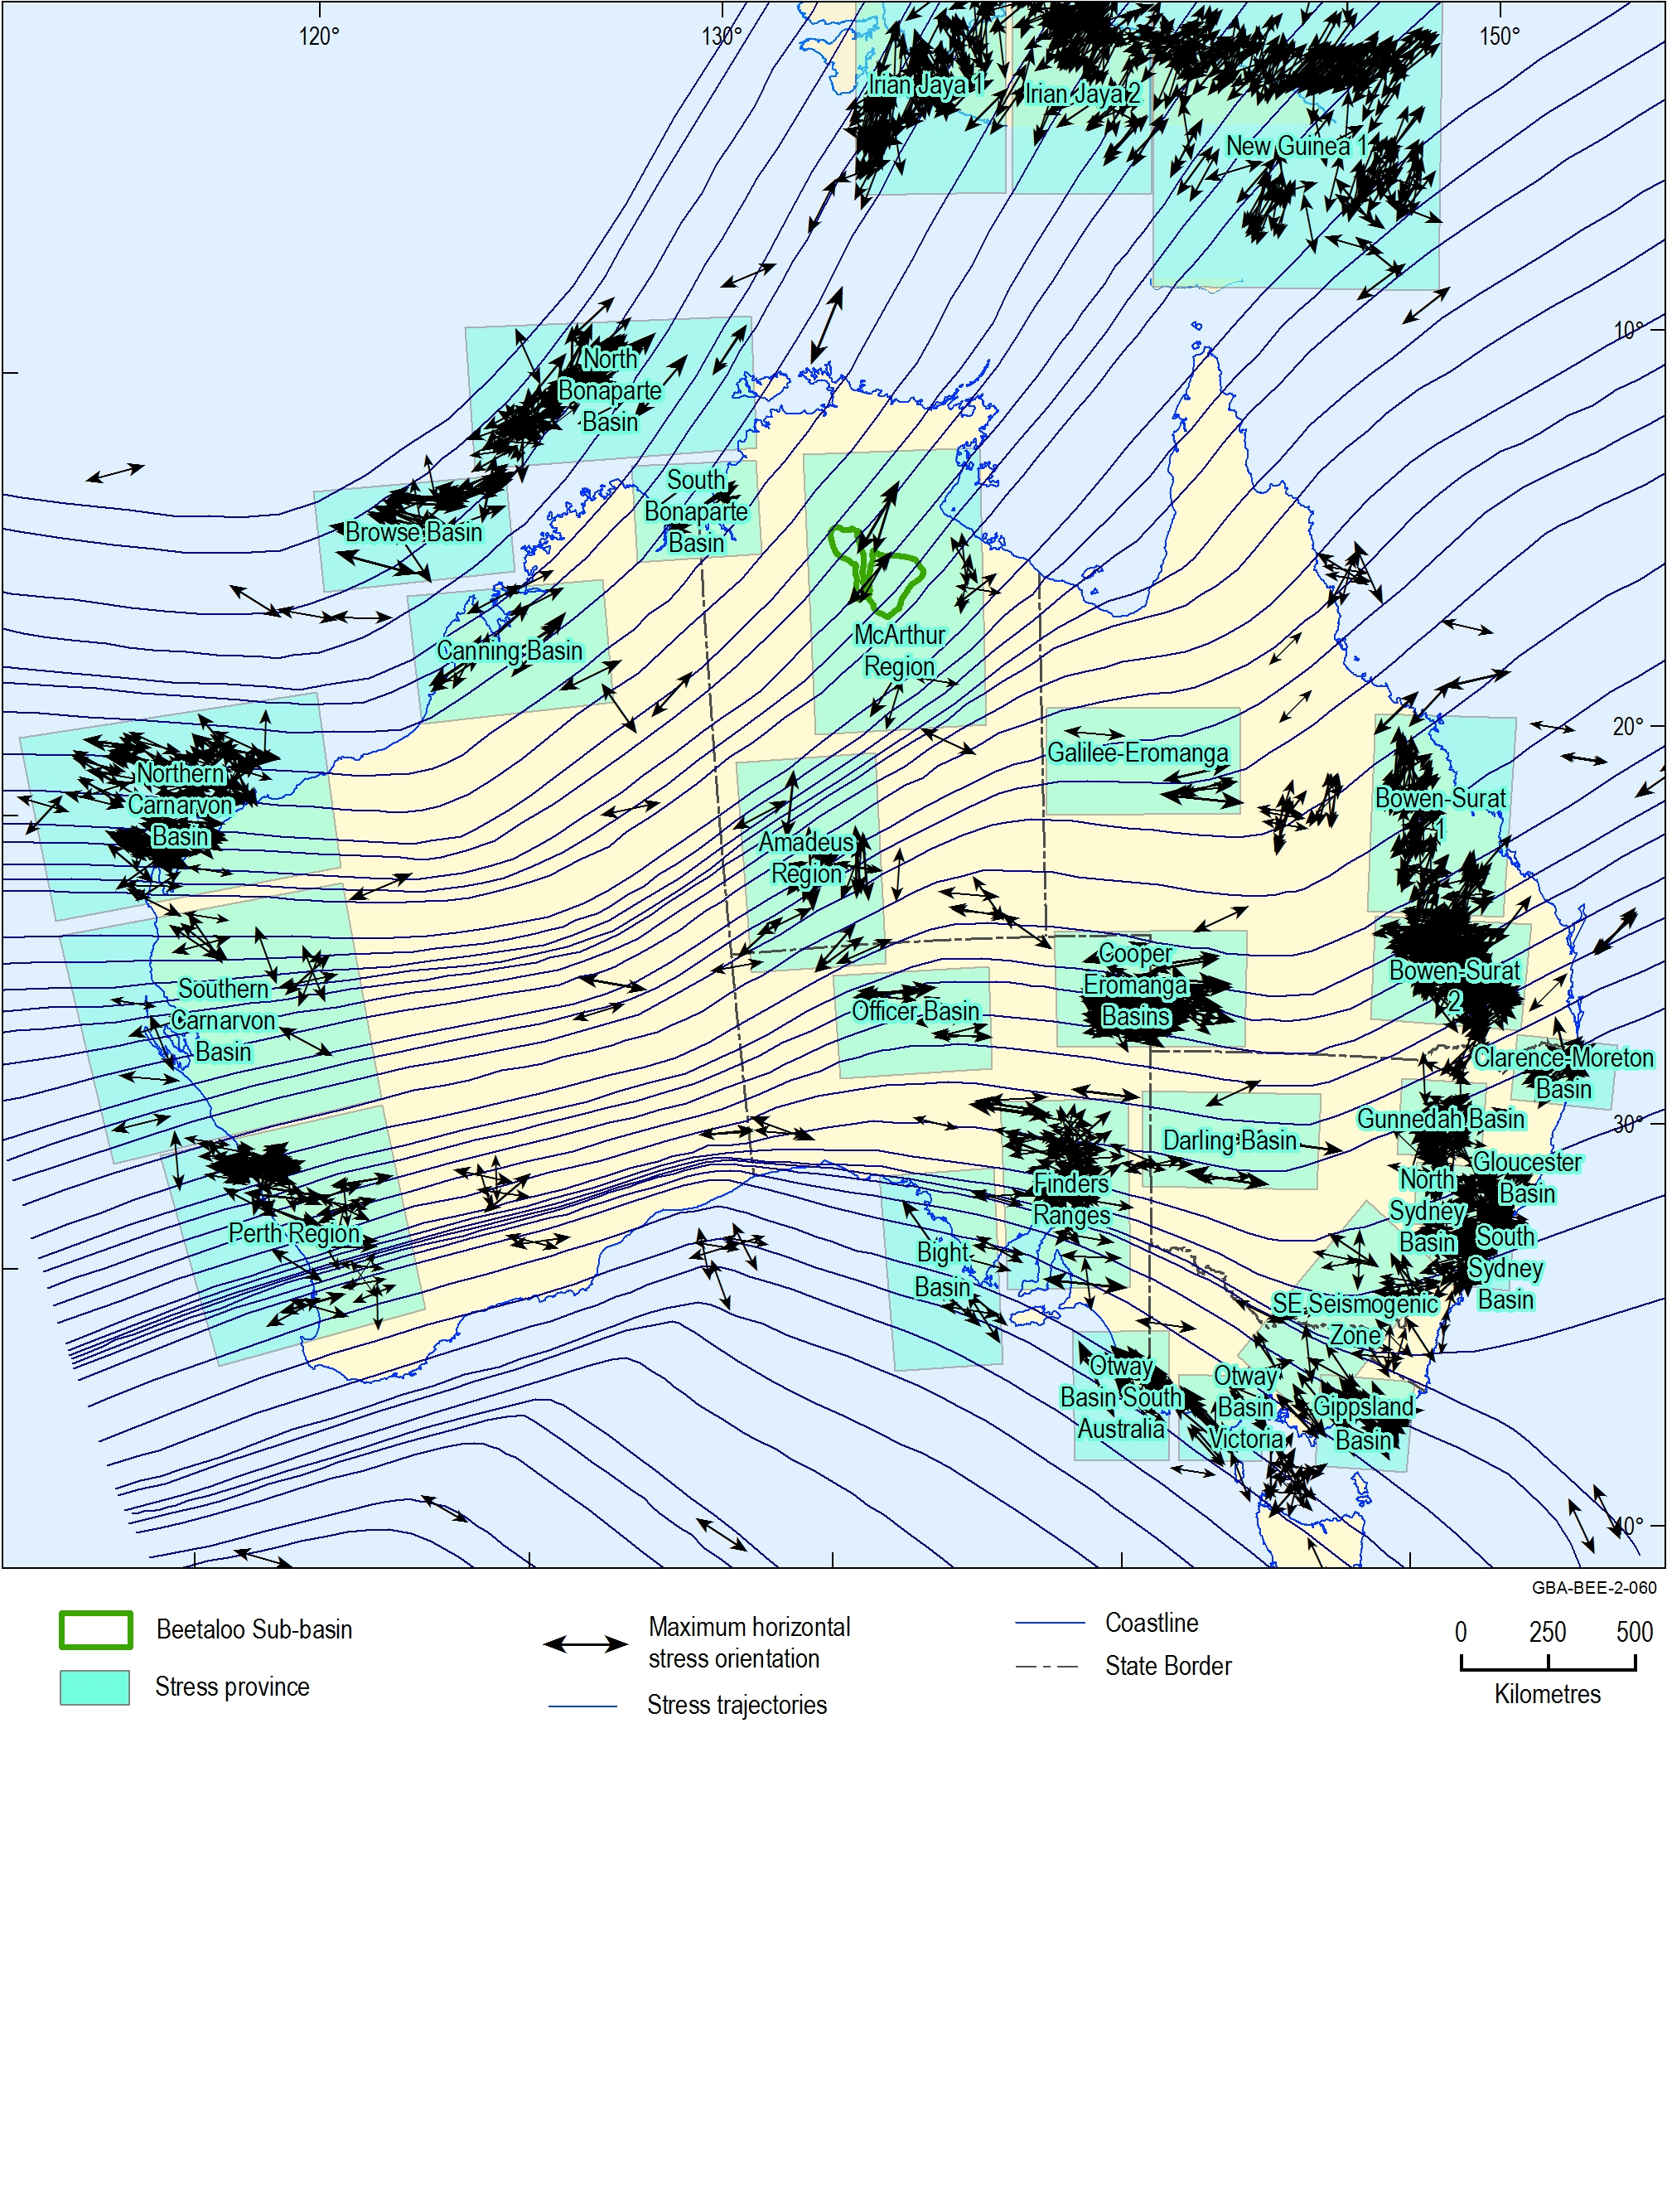 120°
130°
150°
Irian Jaya 1
Irian Jaya 2
New Guinea 1
10°
North
Bonaparte
Basin
South
Bonaparte
Basin
Browse Basin
McArthur
Region
Canning Basin
20°
Galilee-Eromanga
Northern
Carnarvon
Basin
Bowen-Surat
1
Amadeus
Region
Cooper
Eromanga
Basins
Bowen-Surat
2
Southern
Carnarvon
Basin
Officer Basin
Clarence-Moreton
Basin
30°
Gunnedah Basin
Darling Basin
Gloucester
Basin
Finders
Ranges
North
Sydney
Basin
Perth Region
South
Sydney
Basin
Bight
Basin
SE Seismogenic
Zone
Otway
Basin South
Australia
Otway
Basin
Victoria
Gippsland
Basin
40°
GBA-BEE-2-060
Beetaloo Sub-basin
Stress province
Maximum horizontal
stress orientation
Stress trajectories
Coastline
State Border
0 250 500
Kilometres